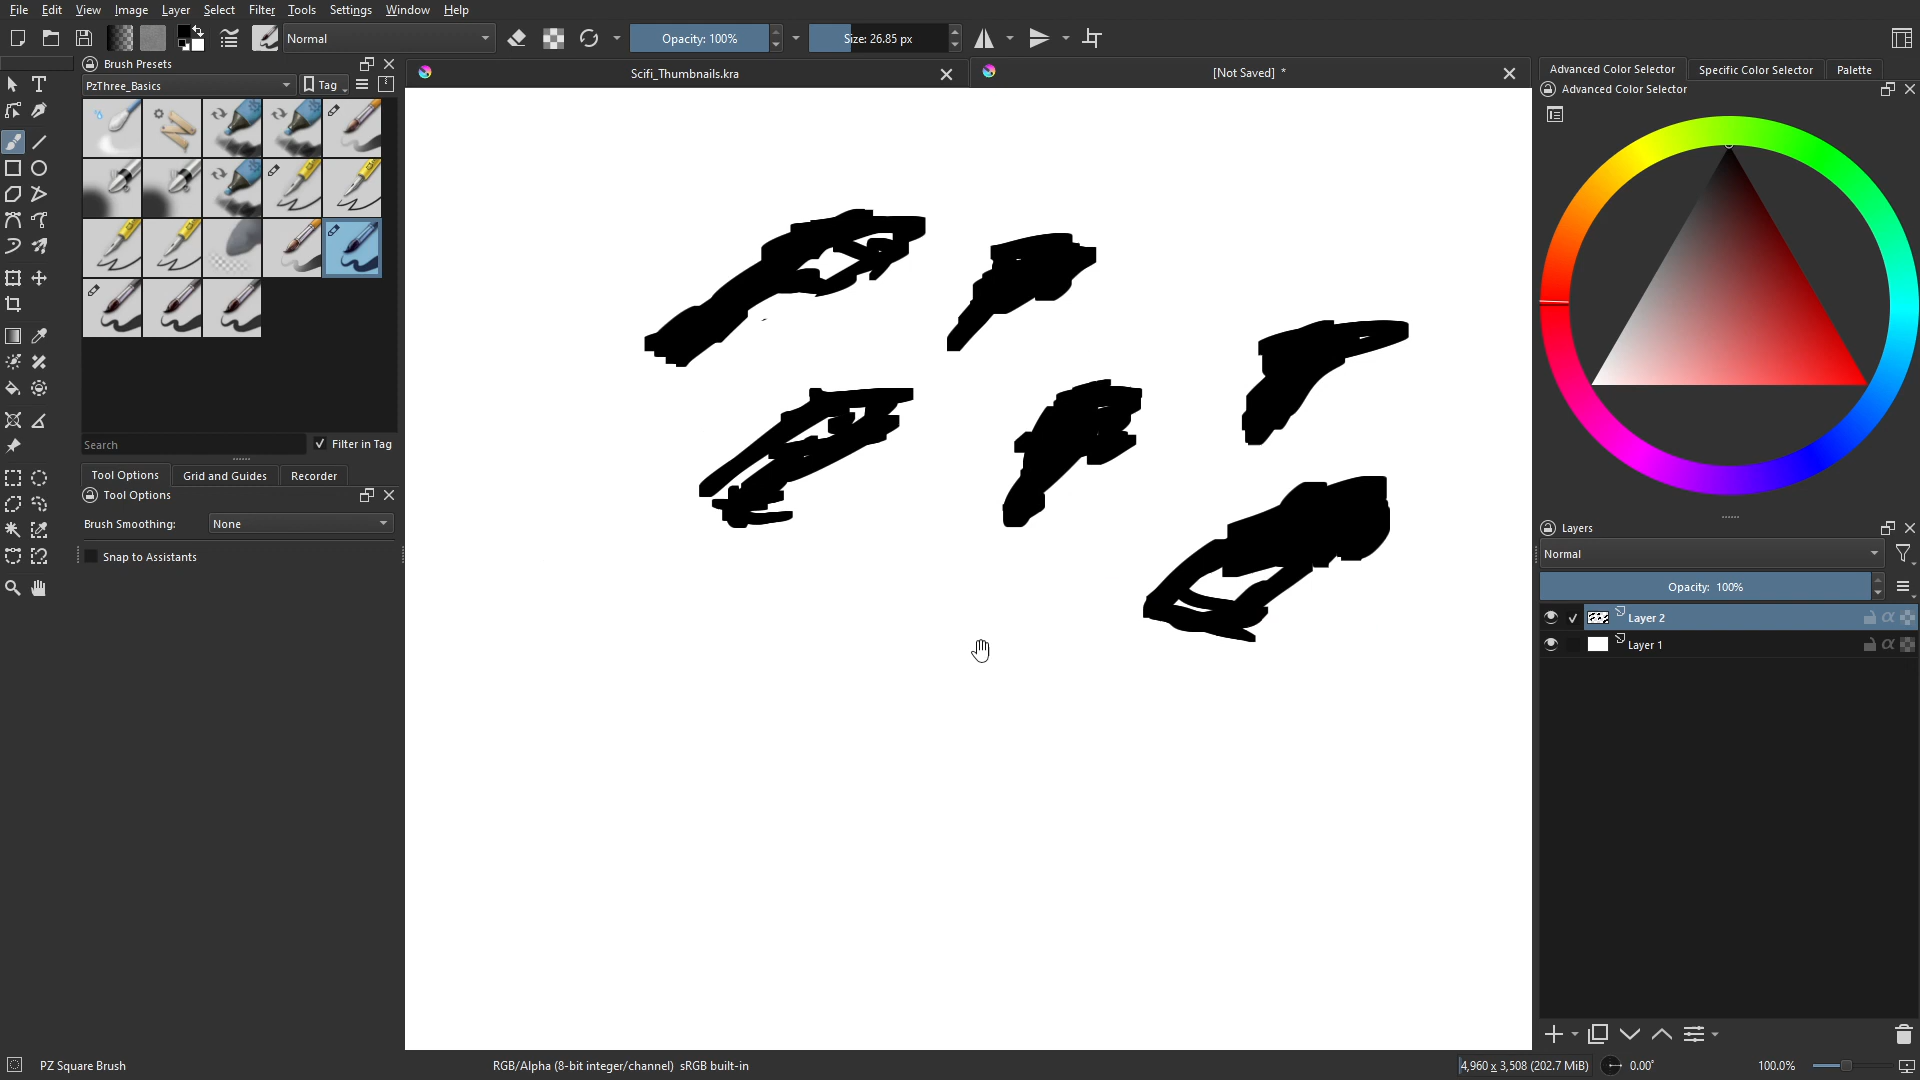 File Edit View Image Layer Select Filter Tools Settings Window Help
Normal
Opacity: 100%
Size: 26.85 px
Brush Presets
PzThree_Basics
Tag
Search
Filter in Tag
Tool Options Grid and Guides Recorder
Tool Options
Brush Smoothing: None
Snap to Assistants
Scifi_Thumbnails.kra
[Not Saved] *
Advanced Color Selector Specific Color Selector Palette
Advanced Color Selector
Layers
Normal
Opacity: 100%
Layer 2
Layer 1
PZ Square Brush
RGB/Alpha (8-bit integer/channel) sRGB built-in
4,960 x 3,508 (202.7 MiB)
0.00°
100.0%